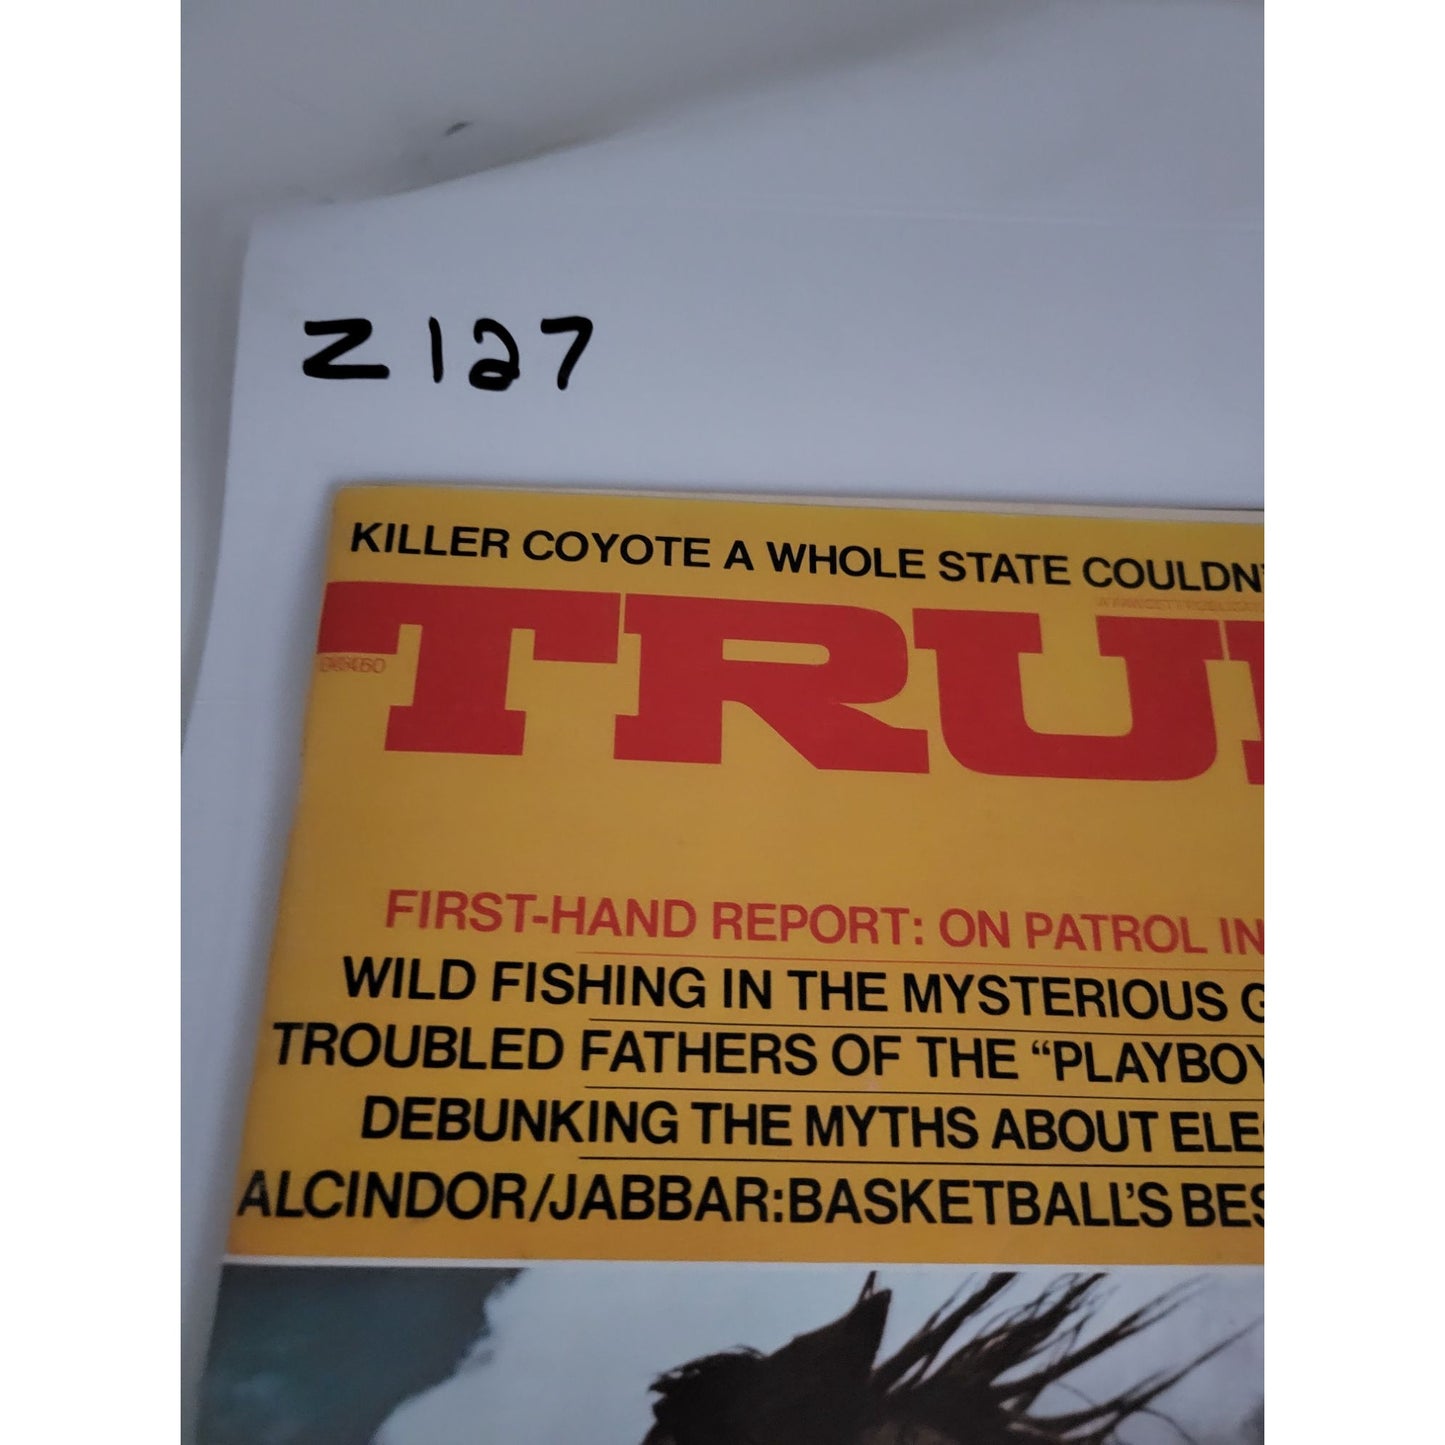 Z127
KILLER COYOTE A WHOLE STATE COULDN'
TRU
FIRST-HAND REPORT: ON PATROL IN
WILD FISHING IN THE MYSTERIOUS G
TROUBLED FATHERS OF THE “PLAYBOY
DEBUNKING THE MYTHS ABOUT ELE
ALCINDOR/JABBAR:BASKETBALL'S BES